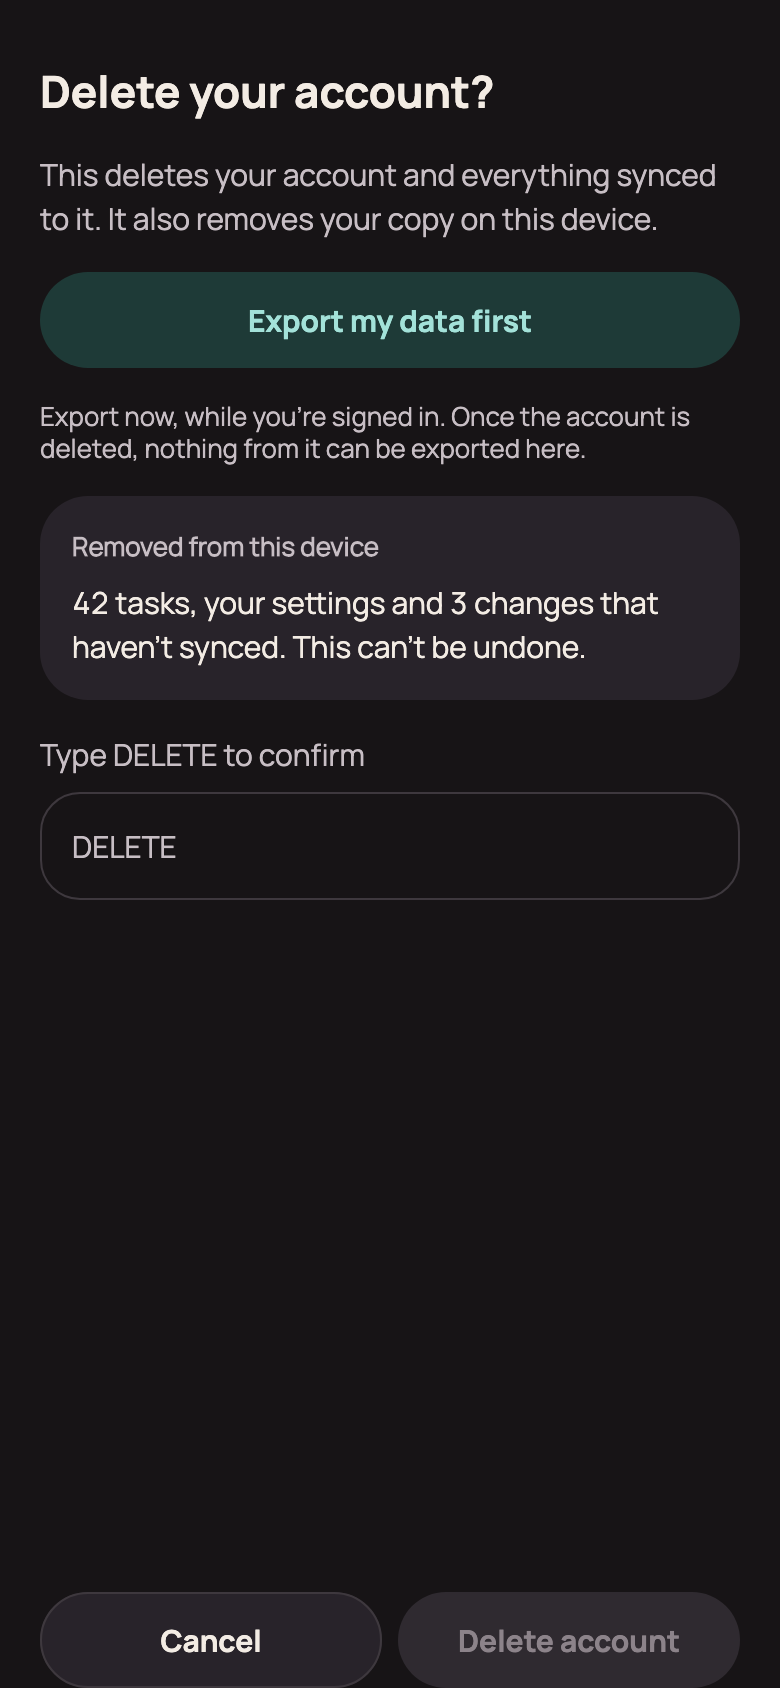 Delete your account?
This deletes your account and everything synced
to it. It also removes your copy on this device.
Export my data first
Export now, while you’re signed in. Once the account is
deleted, nothing from it can be exported here.
Removed from this device
42 tasks, your settings and 3 changes that
haven’t synced. This can’t be undone.
Type DELETE to confirm
DELETE
Cancel
Delete account